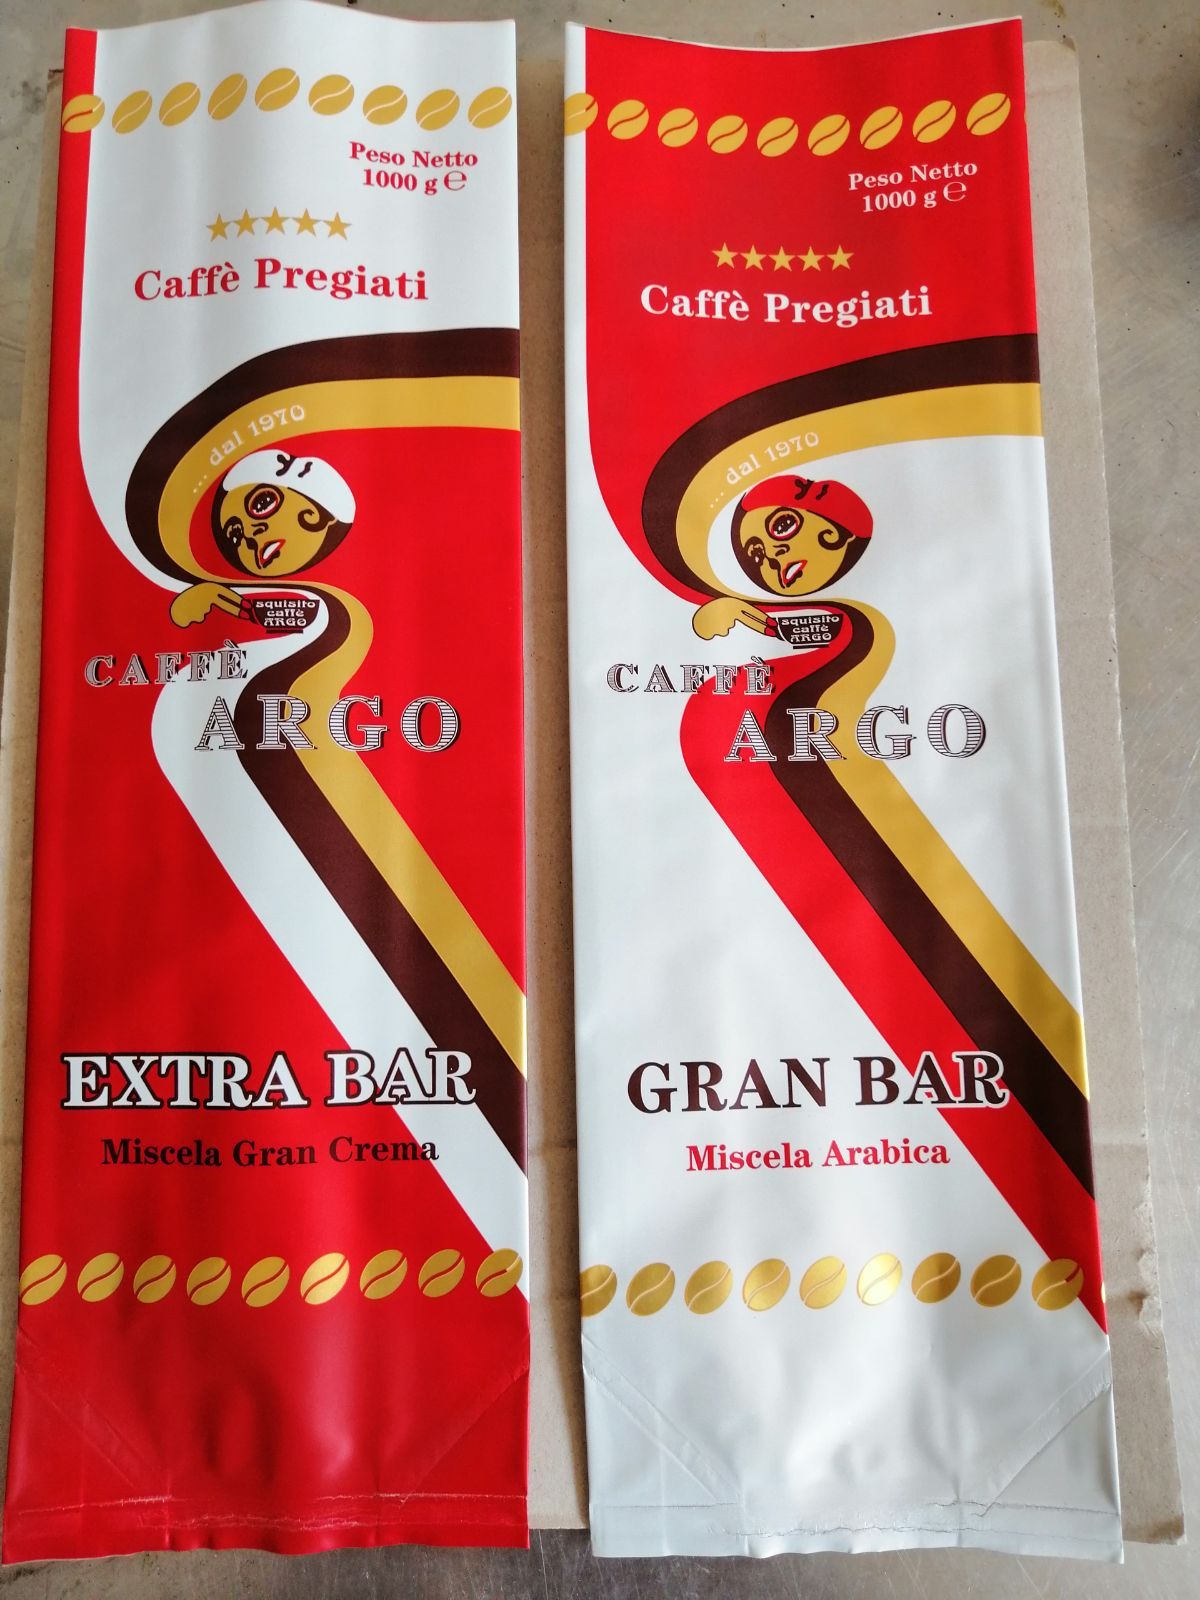 Peso Netto
1000 g ℮
Caffè Pregiati
... dal 1970
squisito
caffè
ARGO
CAFFÈ
ARGO
EXTRA BAR
Miscela Gran Crema
Peso Netto
1000 g ℮
Caffè Pregiati
... dal 1970
squisito
caffè
ARGO
CAFFÈ
ARGO
GRAN BAR
Miscela Arabica